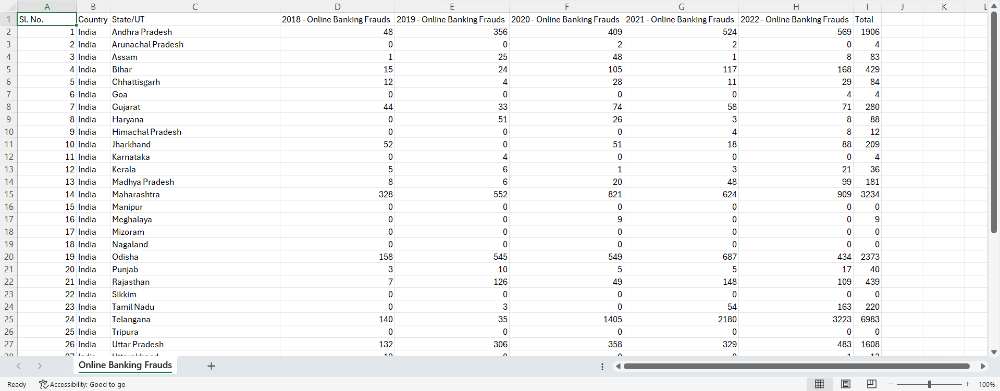 A B C D E F G H I J K L
1 Sl. No. Country State/UT 2018 - Online Banking Frauds 2019 - Online Banking Frauds 2020 - Online Banking Frauds 2021 - Online Banking Frauds 2022 - Online Banking Frauds Total
2 1 India Andhra Pradesh 48 356 409 524 569 1906
3 2 India Arunachal Pradesh 0 0 2 2 0 4
4 3 India Assam 1 25 48 1 8 83
5 4 India Bihar 15 24 105 117 168 429
6 5 India Chhattisgarh 12 4 28 11 29 84
7 6 India Goa 0 0 0 0 4 4
8 7 India Gujarat 44 33 74 58 71 280
9 8 India Haryana 0 51 26 3 8 88
10 9 India Himachal Pradesh 0 0 0 4 8 12
11 10 India Jharkhand 52 0 51 18 88 209
12 11 India Karnataka 0 4 0 0 0 4
13 12 India Kerala 5 6 1 3 21 36
14 13 India Madhya Pradesh 8 6 20 48 99 181
15 14 India Maharashtra 328 552 821 624 909 3234
16 15 India Manipur 0 0 0 0 0 0
17 16 India Meghalaya 0 0 9 0 0 9
18 17 India Mizoram 0 0 0 0 0 0
19 18 India Nagaland 0 0 0 0 0 0
20 19 India Odisha 158 545 549 687 434 2373
21 20 India Punjab 3 10 5 5 17 40
22 21 India Rajasthan 7 126 49 148 109 439
23 22 India Sikkim 0 0 0 0 0 0
24 23 India Tamil Nadu 0 3 0 54 163 220
25 24 India Telangana 140 35 1405 2180 3223 6983
26 25 India Tripura 0 0 0 0 0 0
27 26 India Uttar Pradesh 132 306 358 329 483 1608
Online Banking Frauds
Ready Accessibility: Good to go 100%